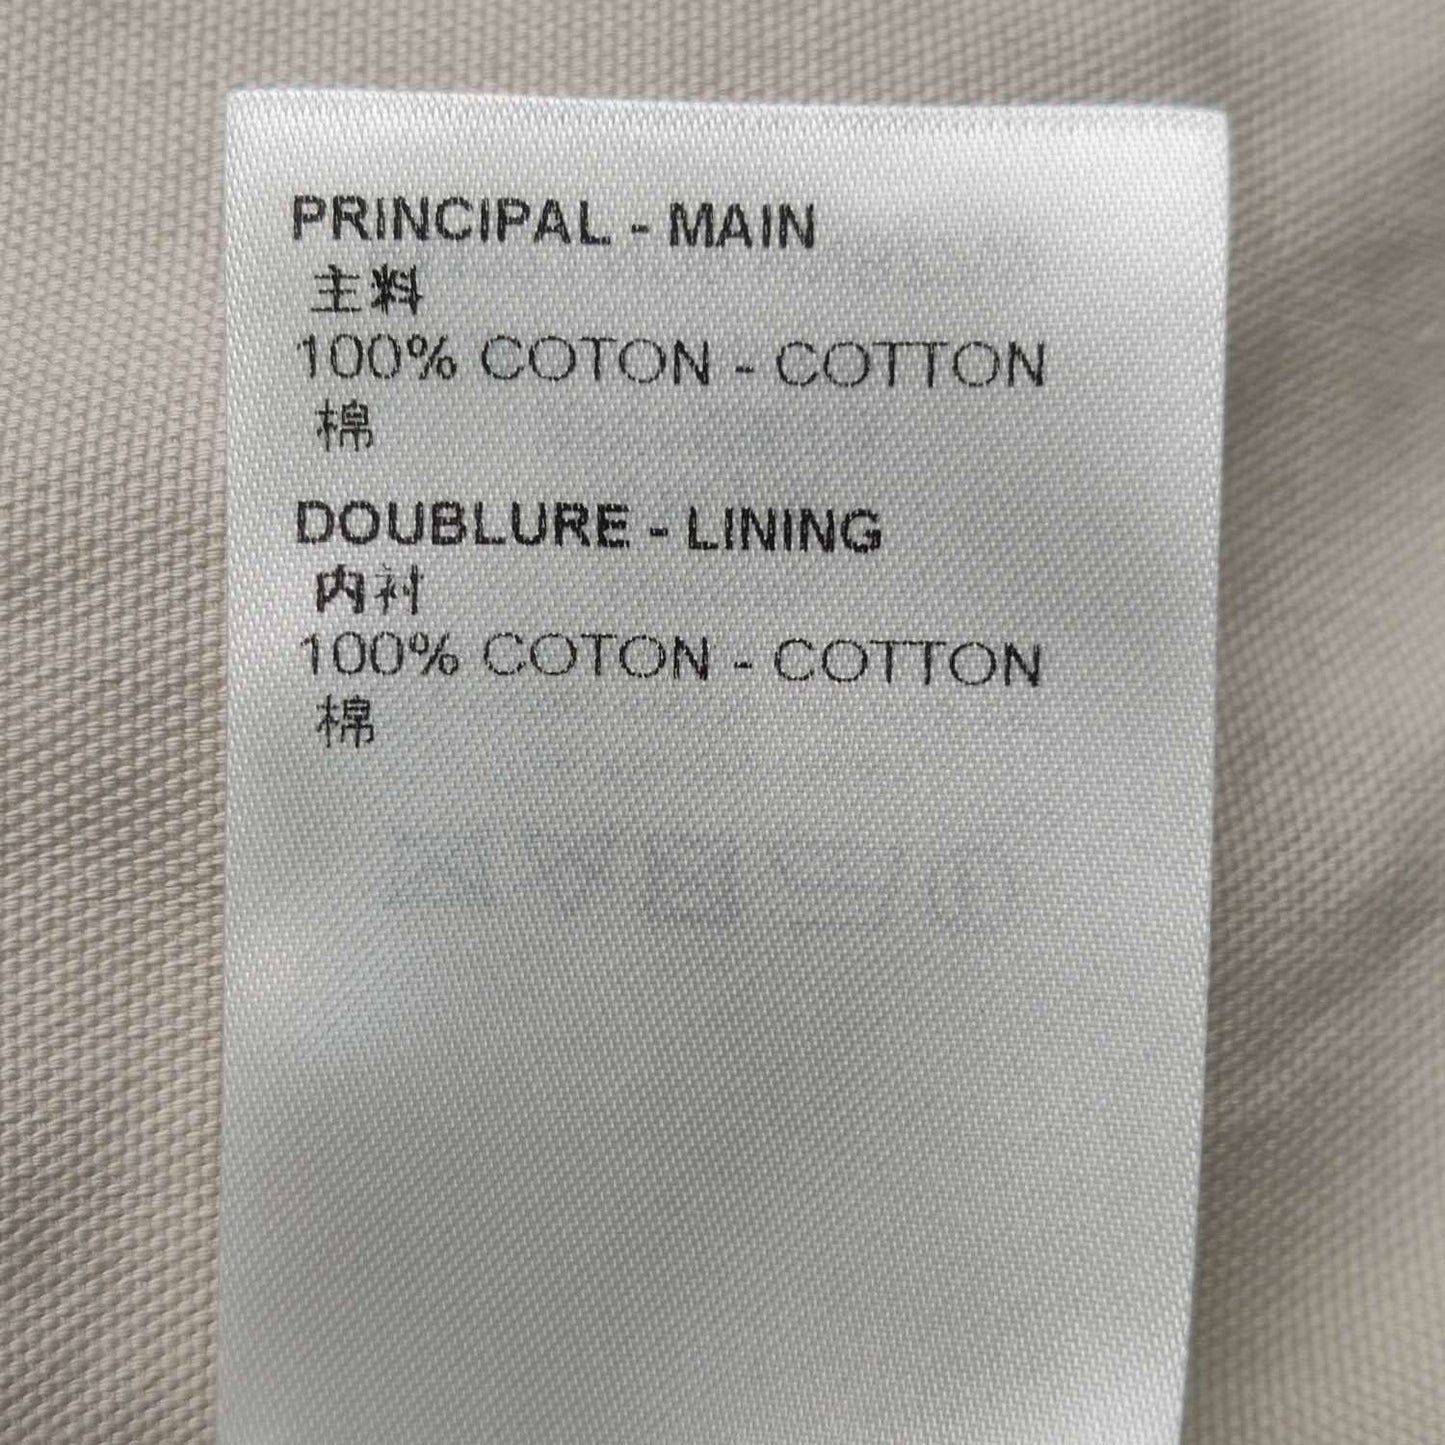 PRINCIPAL - MAIN
主料
100% COTON - COTTON
棉
DOUBLURE - LINING
内衬
100% COTON - COTTON
棉